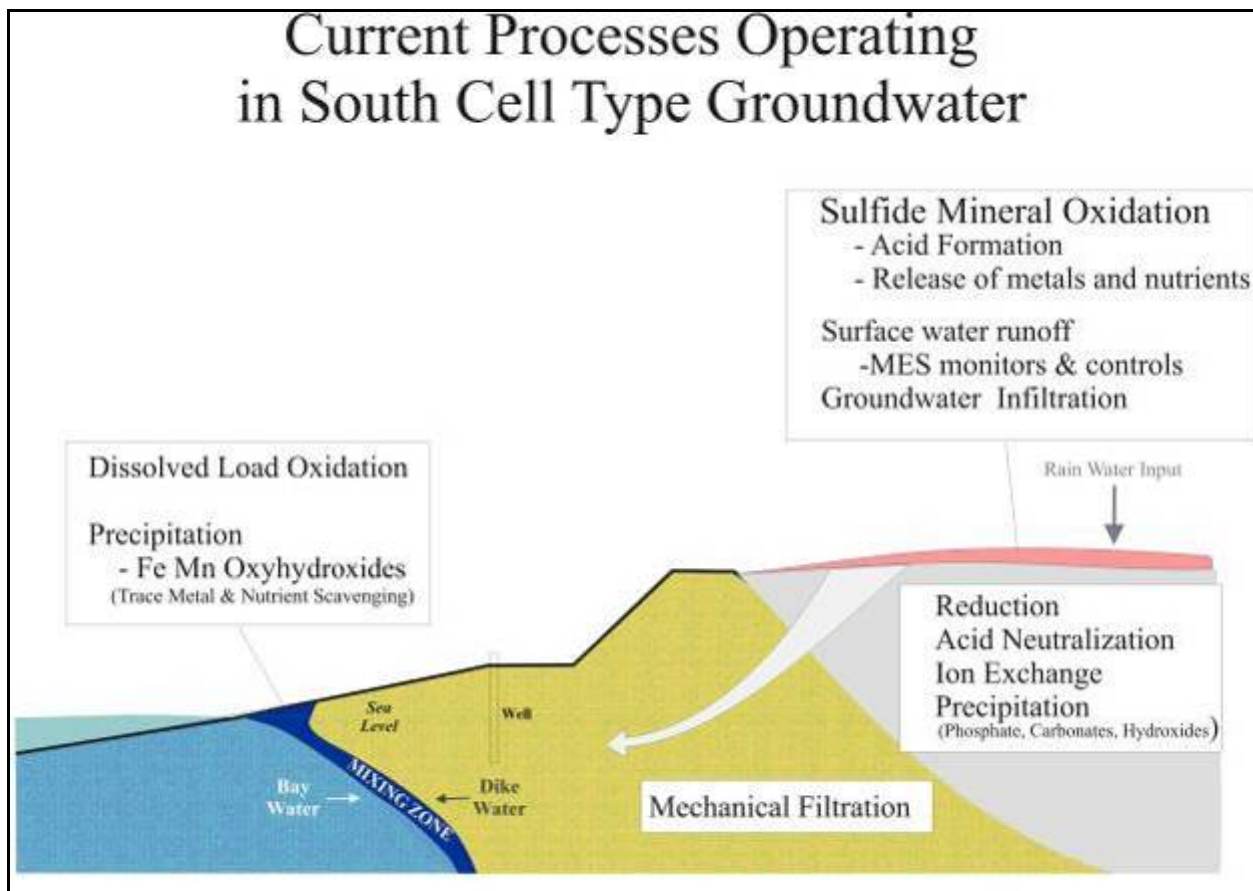 Current Processes Operating
in South Cell Type Groundwater
Sulfide Mineral Oxidation
- Acid Formation
- Release of metals and nutrients
Surface water runoff
-MES monitors & controls
Groundwater Infiltration
Dissolved Load Oxidation
Precipitation
- Fe Mn Oxyhydroxides
(Trace Metal & Nutrient Scavenging)
Rain Water Input
Reduction
Acid Neutralization
Ion Exchange
Precipitation
(Phosphate, Carbonates, Hydroxides)
Sea
Level
Well
Bay
Water
MIXING ZONE
Dike
Water
Mechanical Filtration